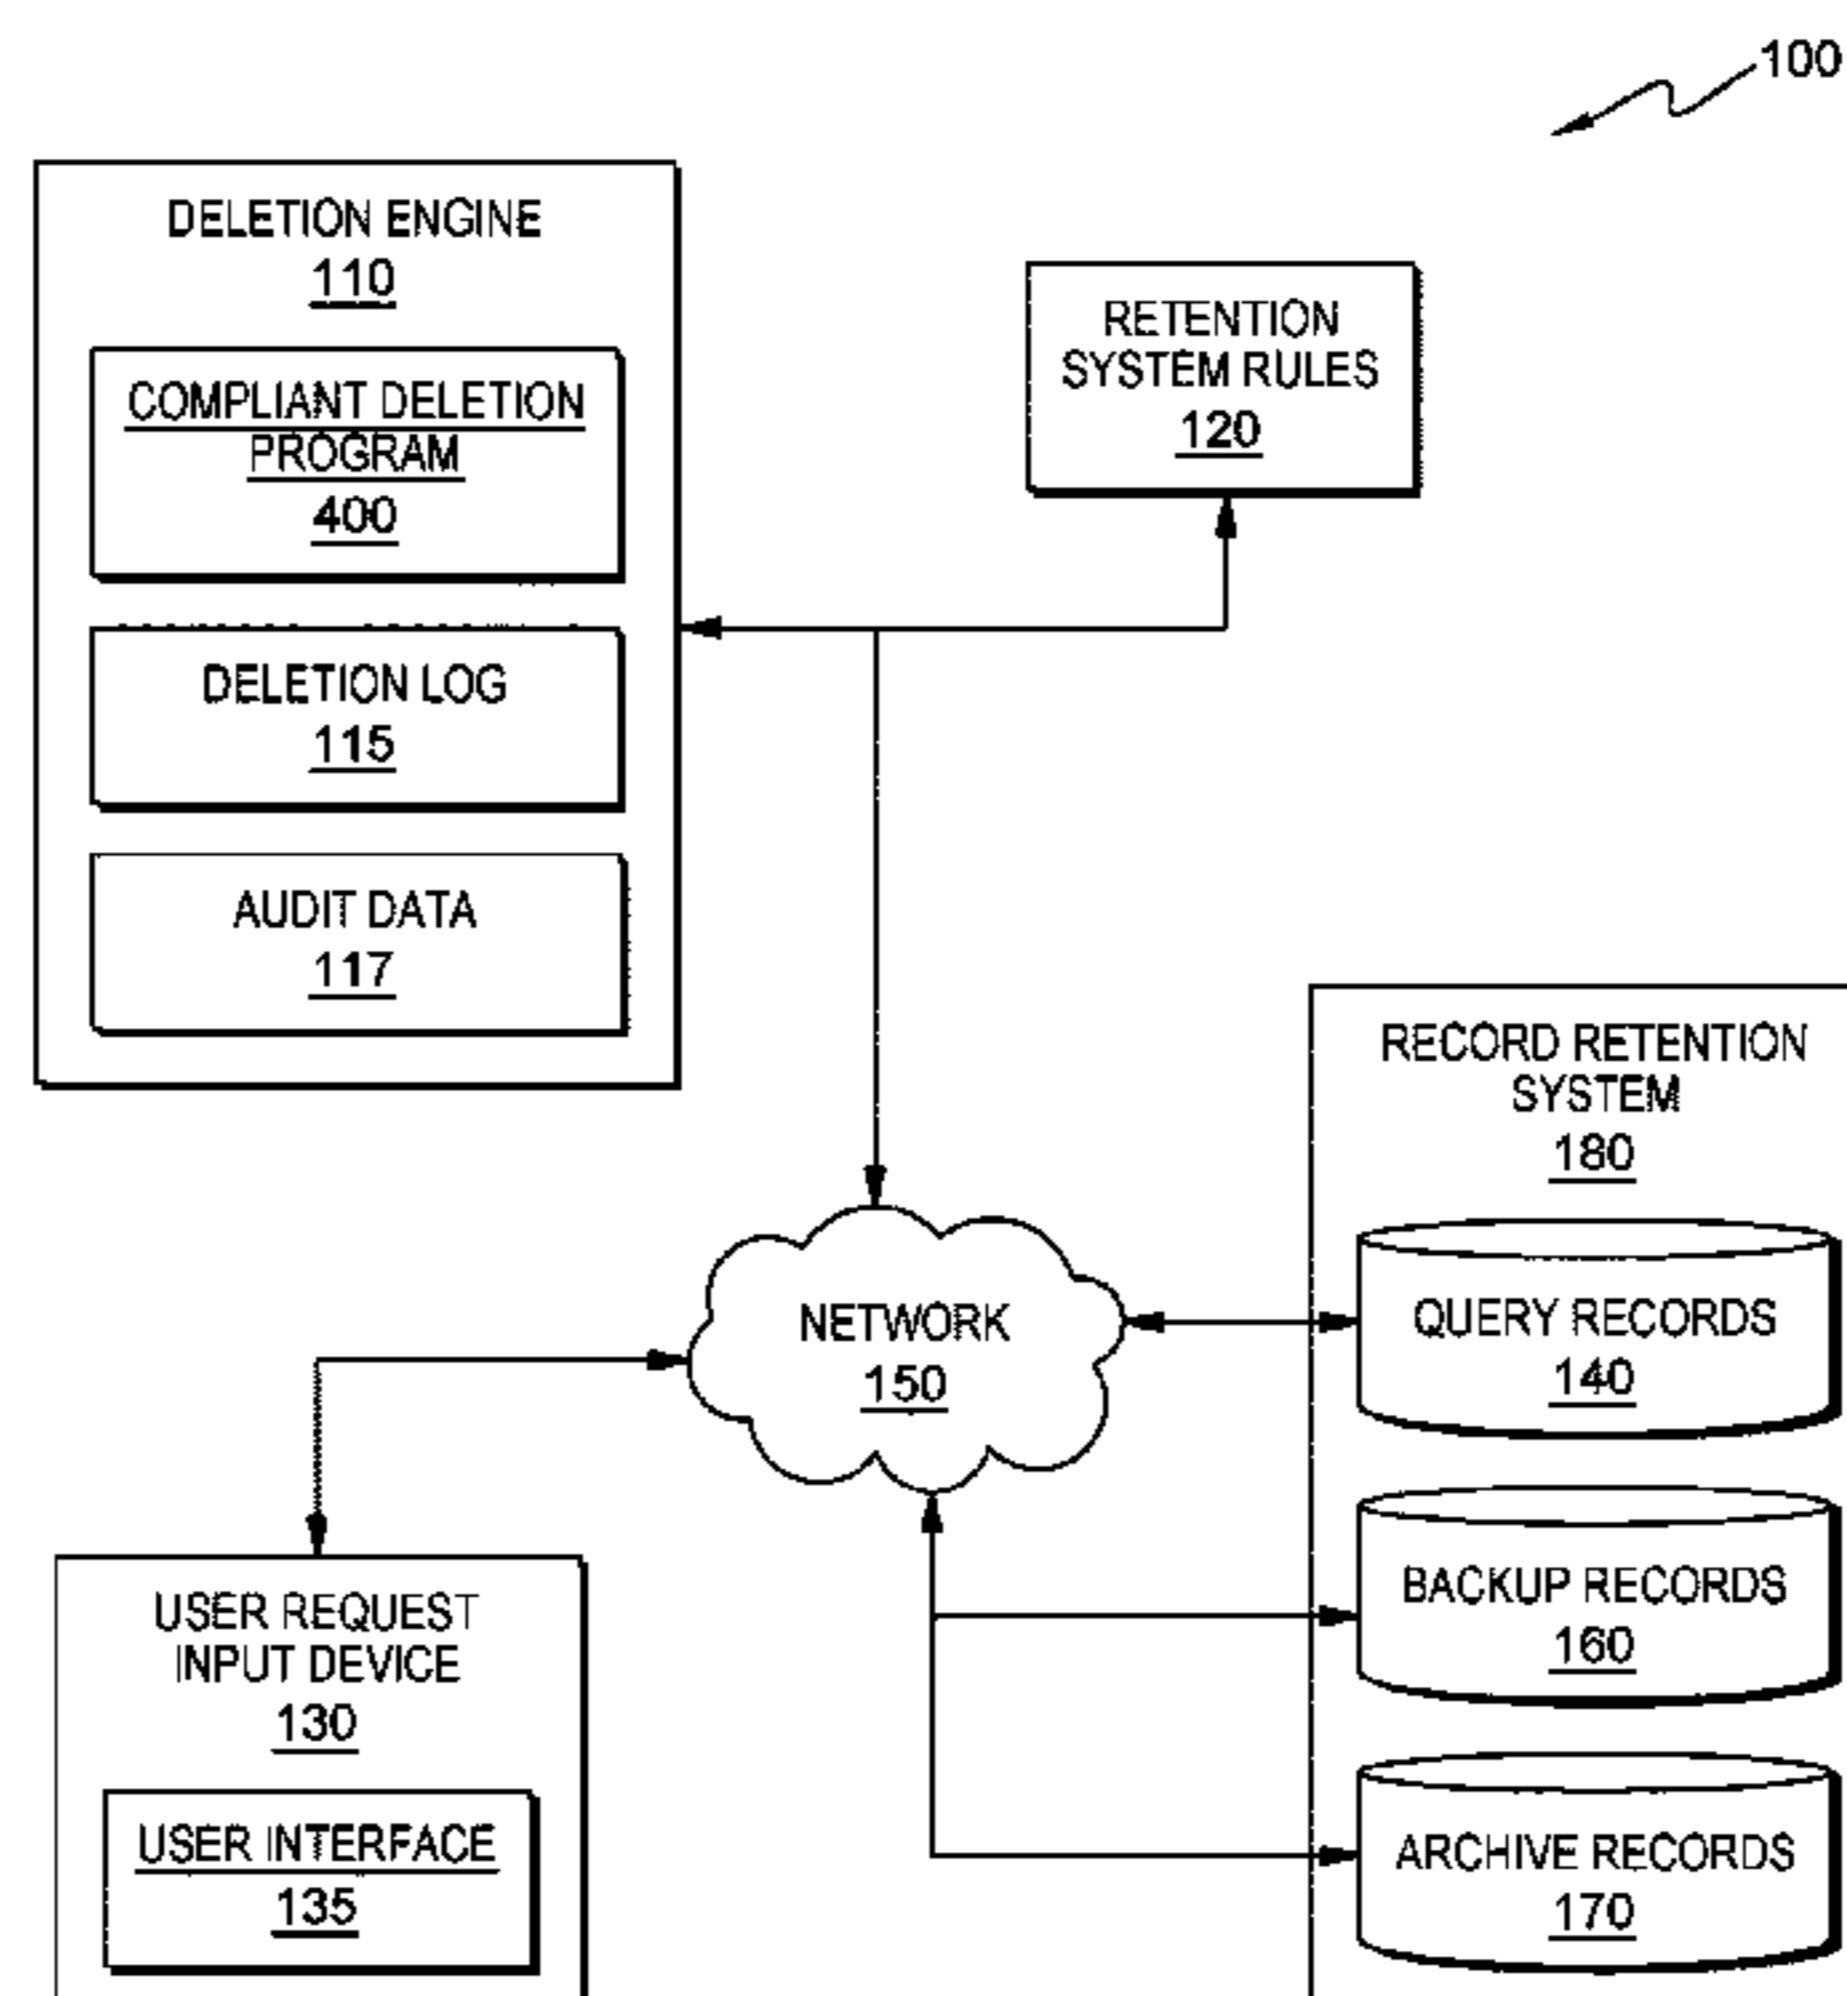 100
DELETION ENGINE
110
COMPLIANT DELETION
PROGRAM
400
DELETION LOG
115
AUDIT DATA
117
RETENTION
SYSTEM RULES
120
NETWORK
150
RECORD RETENTION
SYSTEM
180
QUERY RECORDS
140
BACKUP RECORDS
160
ARCHIVE RECORDS
170
USER REQUEST
INPUT DEVICE
130
USER INTERFACE
135